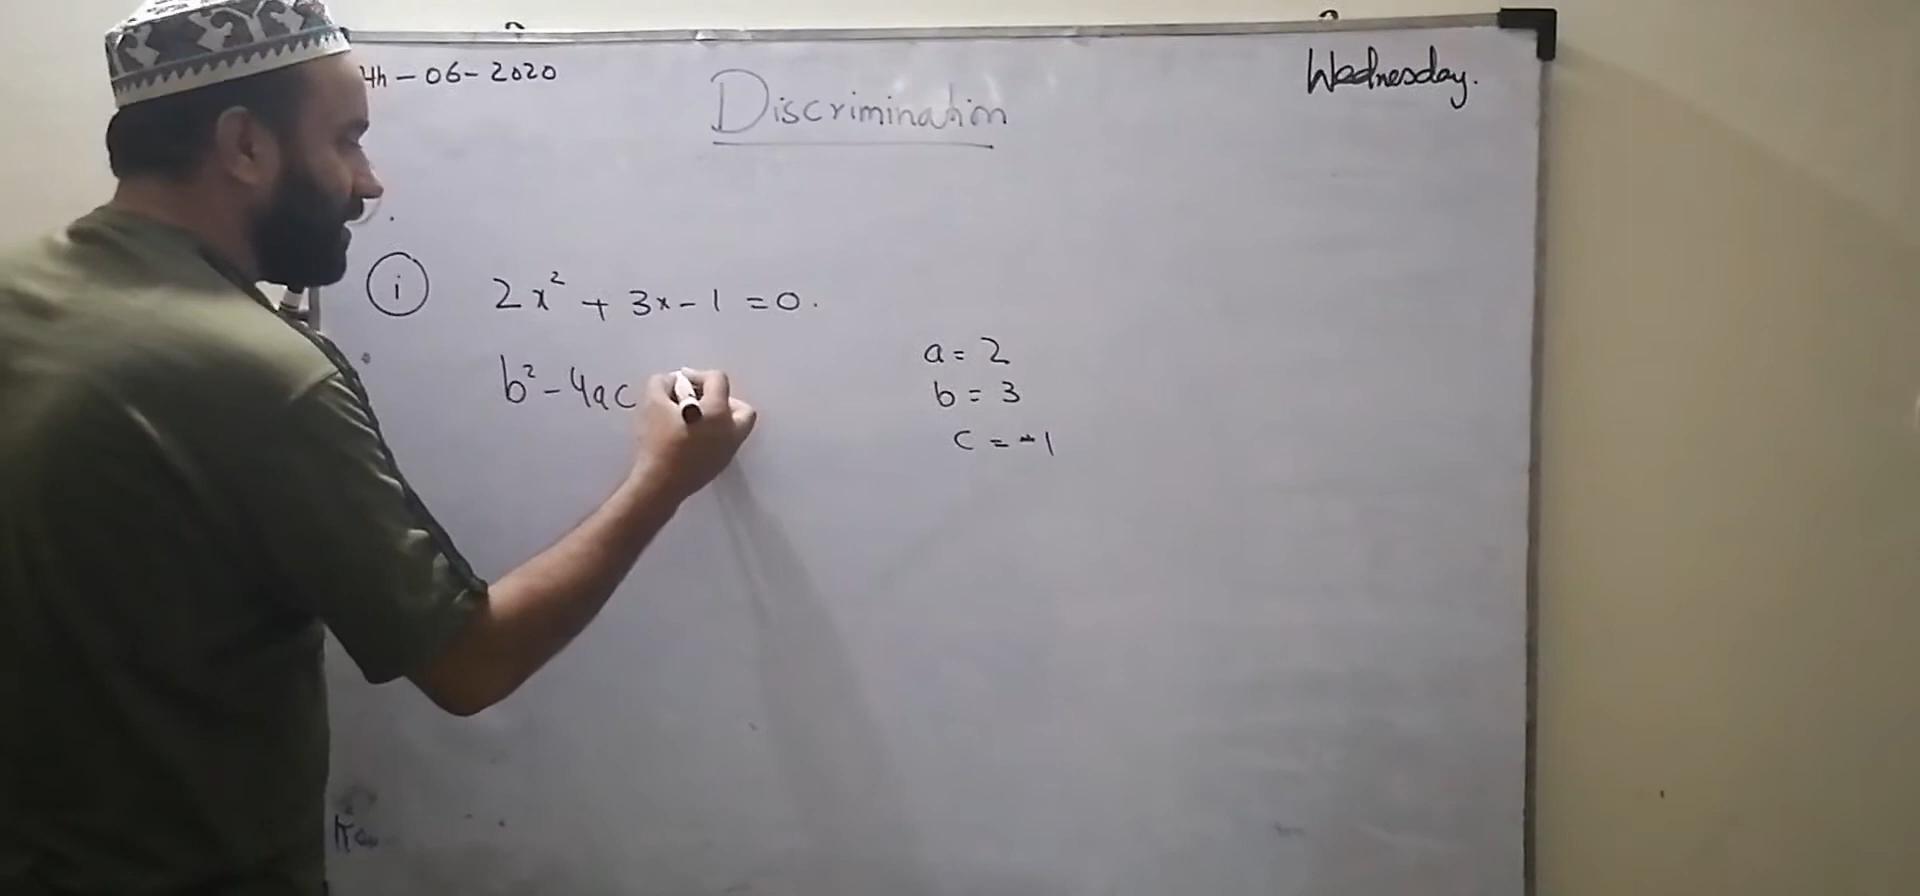 4th-06-2020
Discrimination
Wednesday.
i
2x² + 3x - 1 = 0.
b² - 4ac
a = 2
b = 3
c = -1